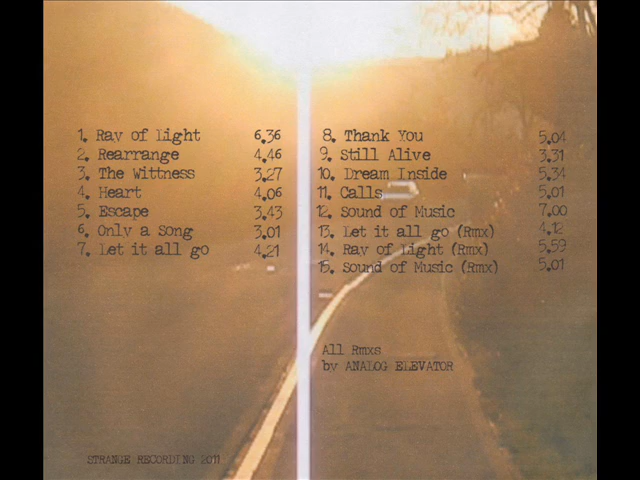 1. Ray of Light 6,36
2. Rearrange 4,46
3. The Wittness 3,27
4. Heart 4,06
5. Escape 3,43
6. Only a Song 3,01
7. Let it all go 4,21
8. Thank You 5,04
9. Still Alive 3,31
10. Dream Inside 5,34
11. Calls 5,01
12. Sound of Music 7,00
13. Let it all go (Rmx) 4,12
14. Ray of Light (Rmx) 5,59
15. Sound of Music (Rmx) 5,01
All Rmxs
by ANALOG ELEVATOR
STRANGE RECORDING 2011